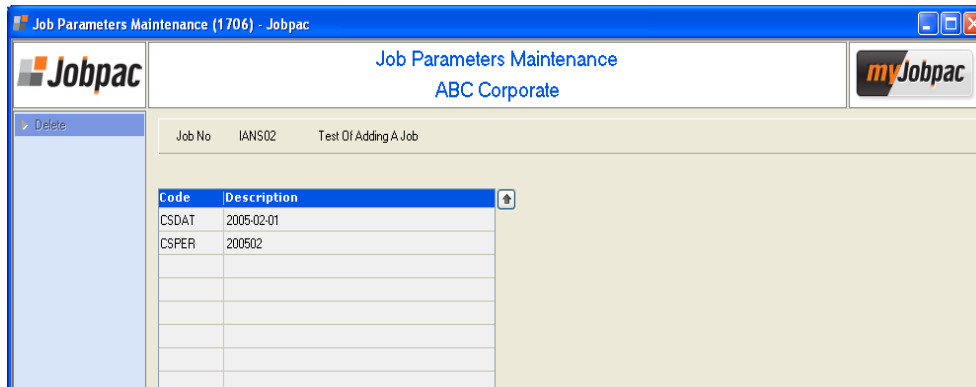 Job Parameters Maintenance (1706) - Jobpac
Jobpac
Job Parameters Maintenance
ABC Corporate
myJobpac
Delete
Job No IANS02 Test Of Adding A Job
Code Description
CSDAT 2005-02-01
CSPER 200502